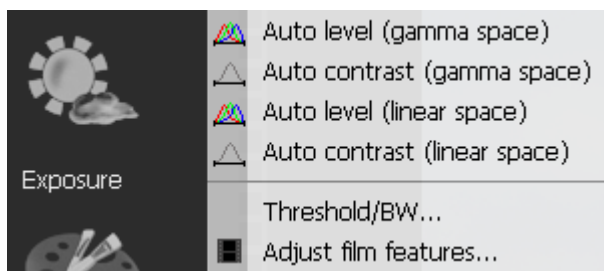 Auto level (gamma space)
Auto contrast (gamma space)
Auto level (linear space)
Auto contrast (linear space)
Exposure
Threshold/BW...
Adjust film features...